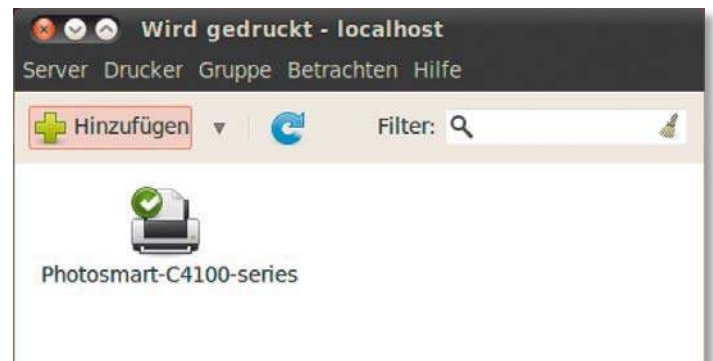 Wird gedruckt - localhost
Server Drucker Gruppe Betrachten Hilfe
Hinzufügen Filter:
Photosmart-C4100-series